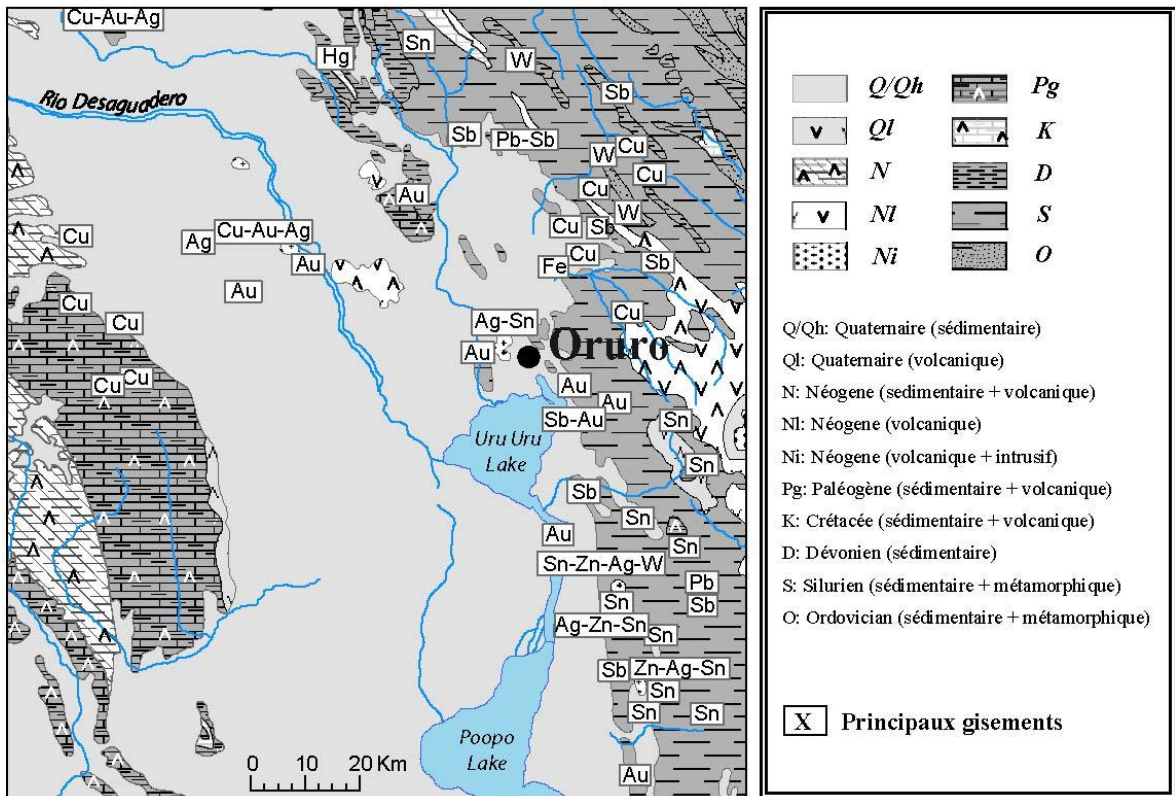 Cu-Au-Ag
Sn
Hg
W
Rio Desaguadero
Sb
Sb
Pb-Sb
W
Cu
Cu
Cu
Au
W
Cu
Sb
Cu-Au-Ag
Cu
Ag
Cu
Sb
Au
Fe
Au
Cu
Cu
Cu
Ag-Sn
Oruro
Au
Cu
Cu
Au
Au
Sb-Au
Sn
Uru Uru
Lake
Sn
Sb
Sn
Au
Sn
Sn-Zn-Ag-W
Pb
Sn
Sb
Ag-Zn-Sn
Sn
Sb
Zn-Ag-Sn
Sn
Sn
Sn
Poopo
Lake
0 10 20 Km
Au
Q/Qh
Pg
Ql
K
N
D
Nl
S
Ni
O
Q/Qh: Quaternaire (sédimentaire)
Ql: Quaternaire (volcanique)
N: Néogene (sedimentaire + volcanique)
Nl: Néogene (volcanique)
Ni: Néogene (volcanique + intrusif)
Pg: Paléogène (sédimentaire + volcanique)
K: Crétacée (sédimentaire + volcanique)
D: Dévonien (sédimentaire)
S: Silurien (sédimentaire + métamorphique)
O: Ordovician (sédimentaire + métamorphique)
X Principaux gisements